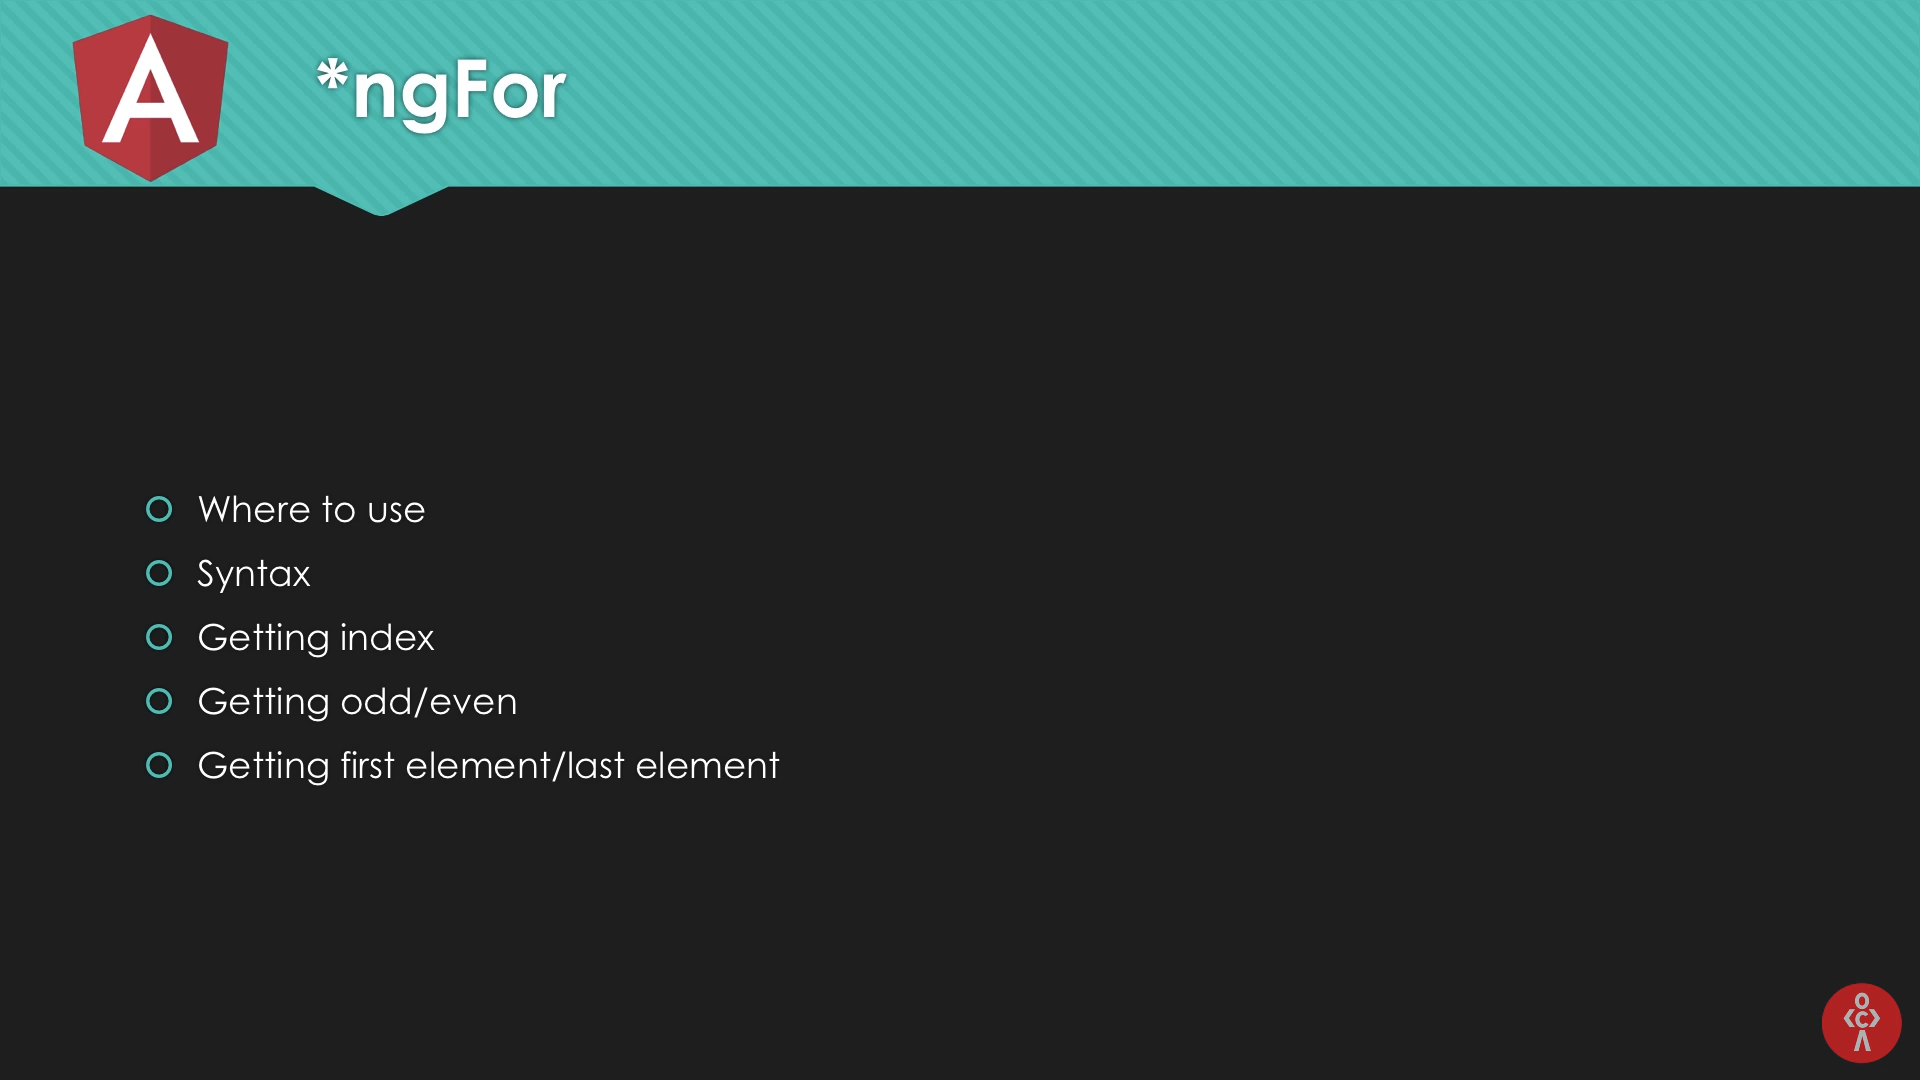 *ngFor
Where to use
Syntax
Getting index
Getting odd/even
Getting first element/last element